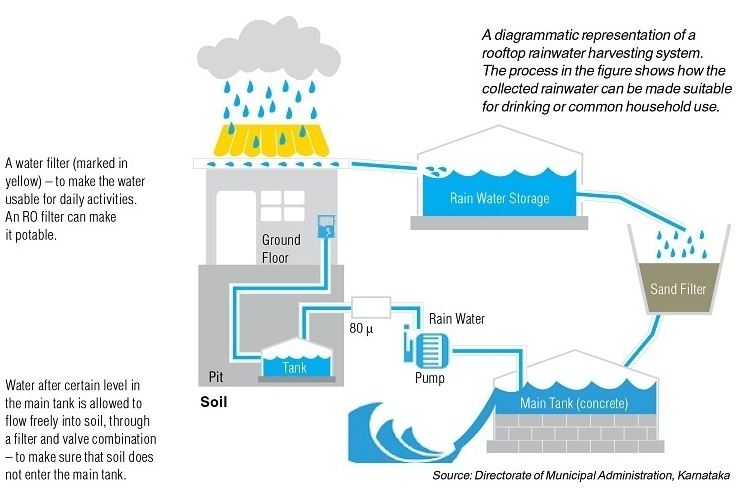 A diagrammatic representation of a
rooftop rainwater harvesting system.
The process in the figure shows how the
collected rainwater can be made suitable
for drinking or common household use.
A water filter (marked in
yellow) – to make the water
usable for daily activities.
An RO filter can make
it potable.
Rain Water Storage
Ground
Floor
Sand Filter
80 µ
Rain Water
Tank
Pit
Pump
Soil
Main Tank (concrete)
Water after certain level in
the main tank is allowed to
flow freely into soil, through
a filter and valve combination
– to make sure that soil does
not enter the main tank.
Source: Directorate of Municipal Administration, Karnataka